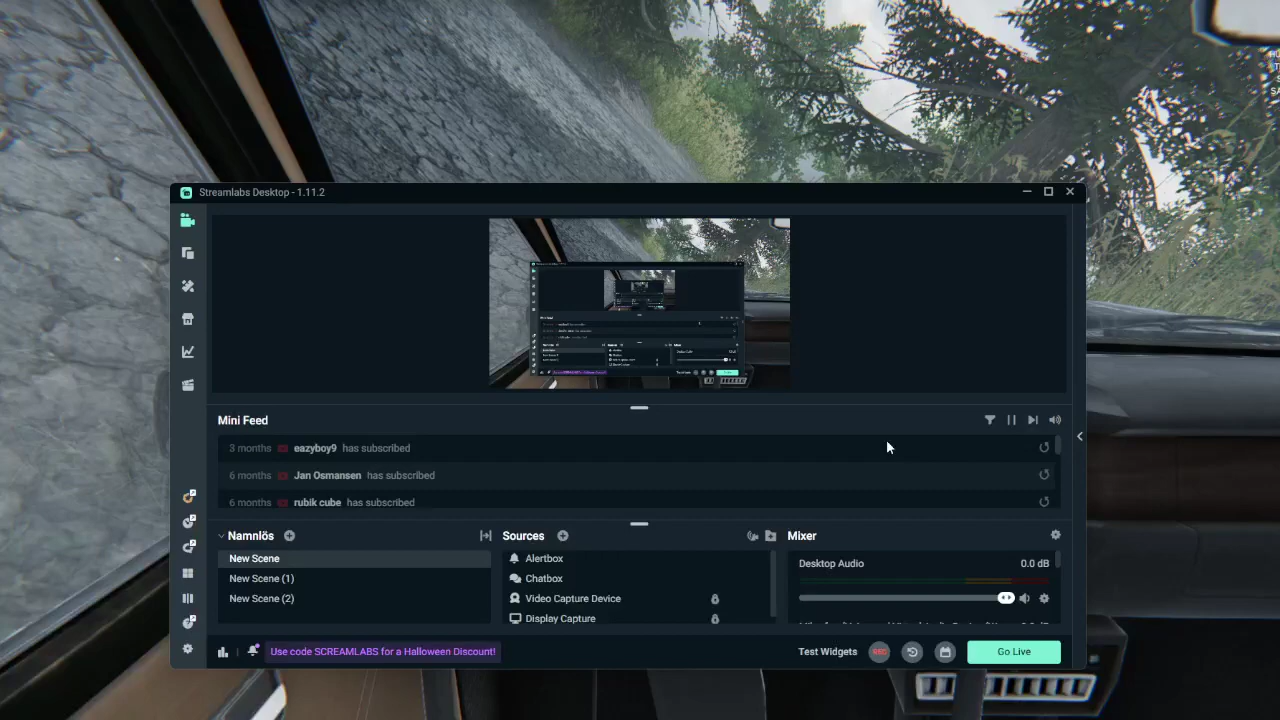 Streamlabs Desktop - 1.11.2
Mini Feed
3 months eazyboy9 has subscribed
6 months Jan Osmansen has subscribed
6 months rubik cube has subscribed
Namnlös
New Scene
New Scene (1)
New Scene (2)
Sources
Alertbox
Chatbox
Video Capture Device
Display Capture
Mixer
Desktop Audio 0.0 dB
Use code SCREAMLABS for a Halloween Discount!
Test Widgets
REC
Go Live